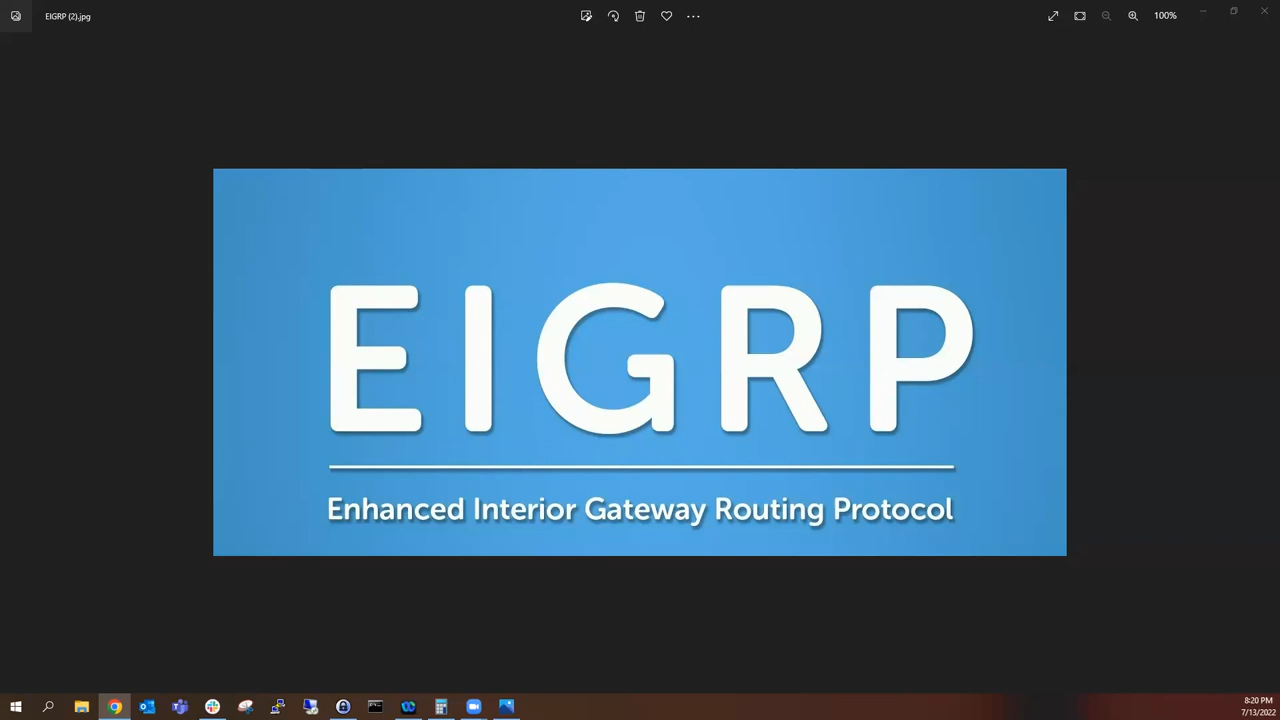 EIGRP (2).jpg
100%
EIGRP
Enhanced Interior Gateway Routing Protocol
8:20 PM
7/13/2022